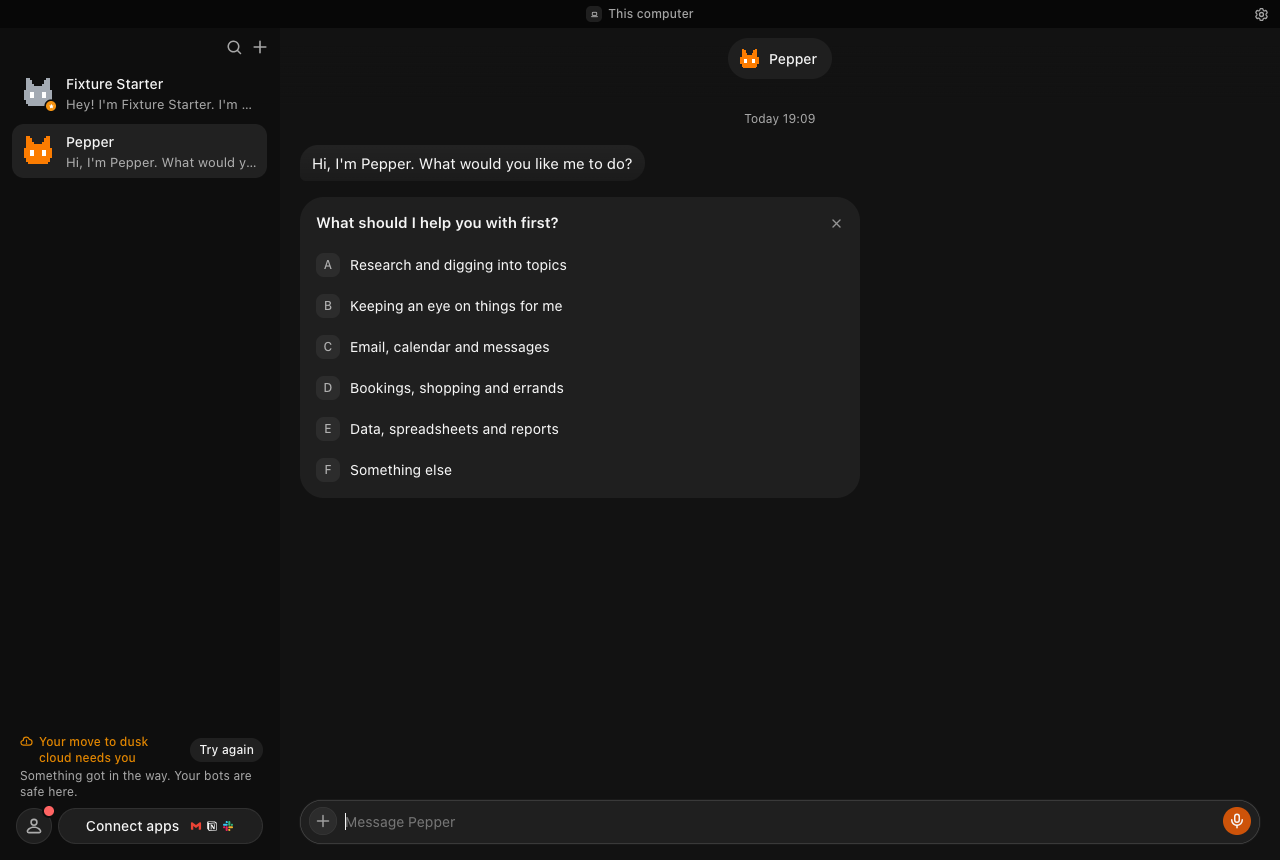 This computer
Fixture Starter
Hey! I'm Fixture Starter. I'm ...
Pepper
Hi, I'm Pepper. What would y...
Your move to dusk
cloud needs you
Try again
Something got in the way. Your bots are
safe here.
Connect apps
Pepper
Today 19:09
Hi, I'm Pepper. What would you like me to do?
What should I help you with first?
A Research and digging into topics
B Keeping an eye on things for me
C Email, calendar and messages
D Bookings, shopping and errands
E Data, spreadsheets and reports
F Something else
Message Pepper